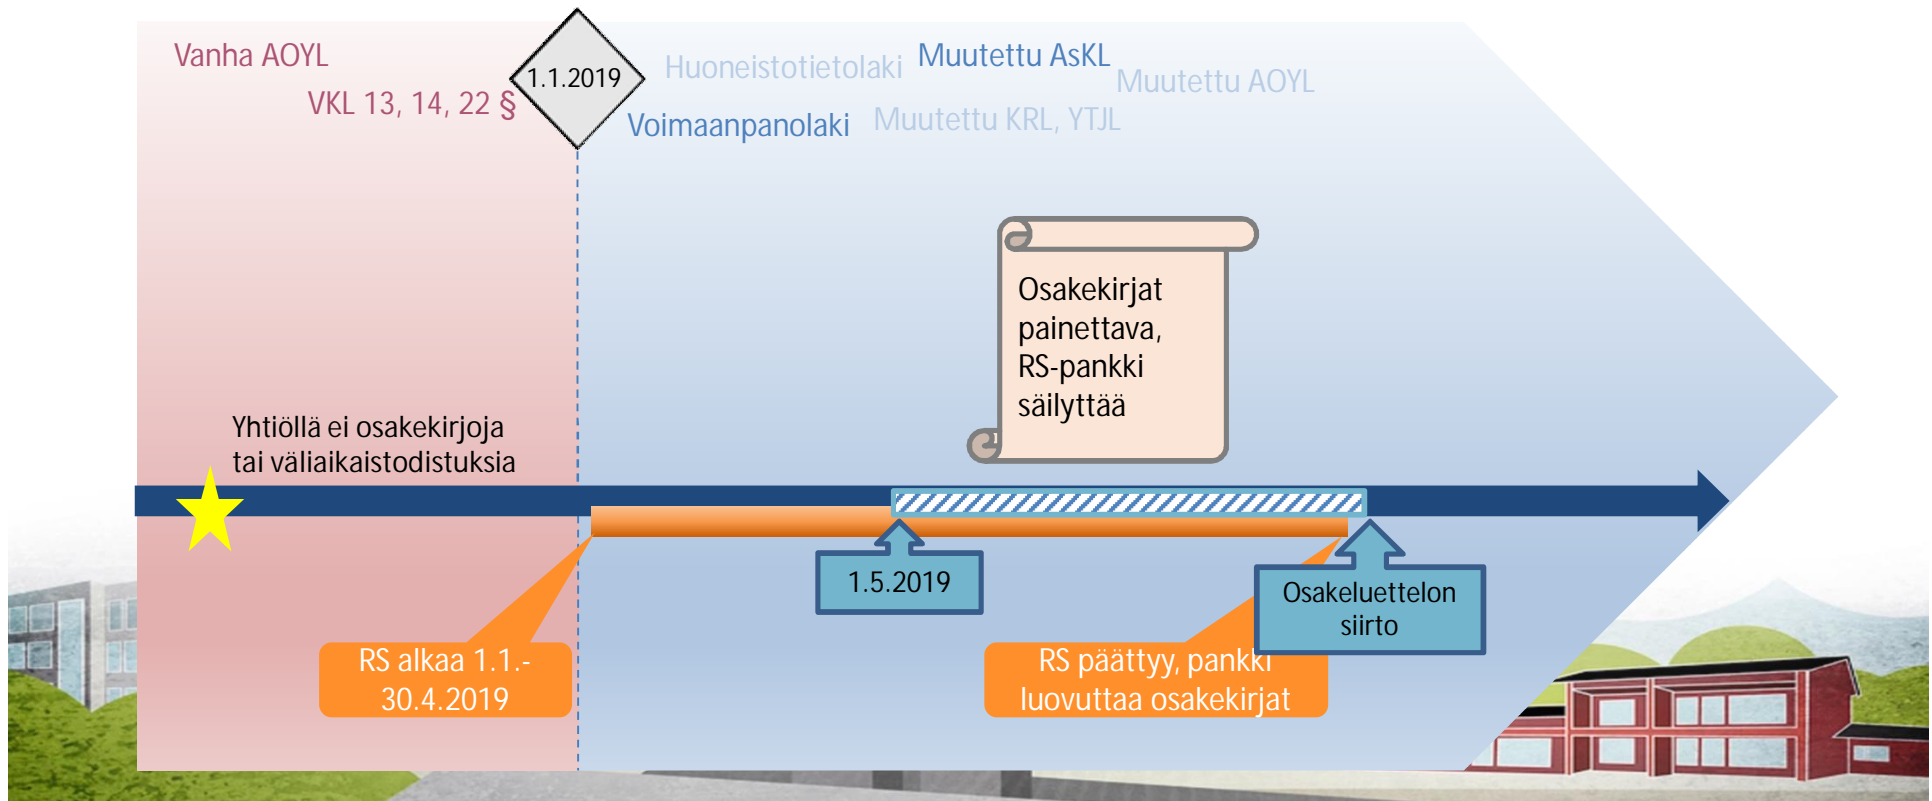 Vanha AOYL
VKL 13, 14, 22 §
1.1.2019
Huoneistotietolaki
Muutettu AsKL
Muutettu AOYL
Voimaanpanolaki
Muutettu KRL, YTJL
Osakekirjat
painettava,
RS-pankki
säilyttää
Yhtiöllä ei osakekirjoja
tai väliaikaistodistuksia
1.5.2019
Osakeluettelon
siirto
RS alkaa 1.1.-
30.4.2019
RS päättyy, pankki
luovuttaa osakekirjat